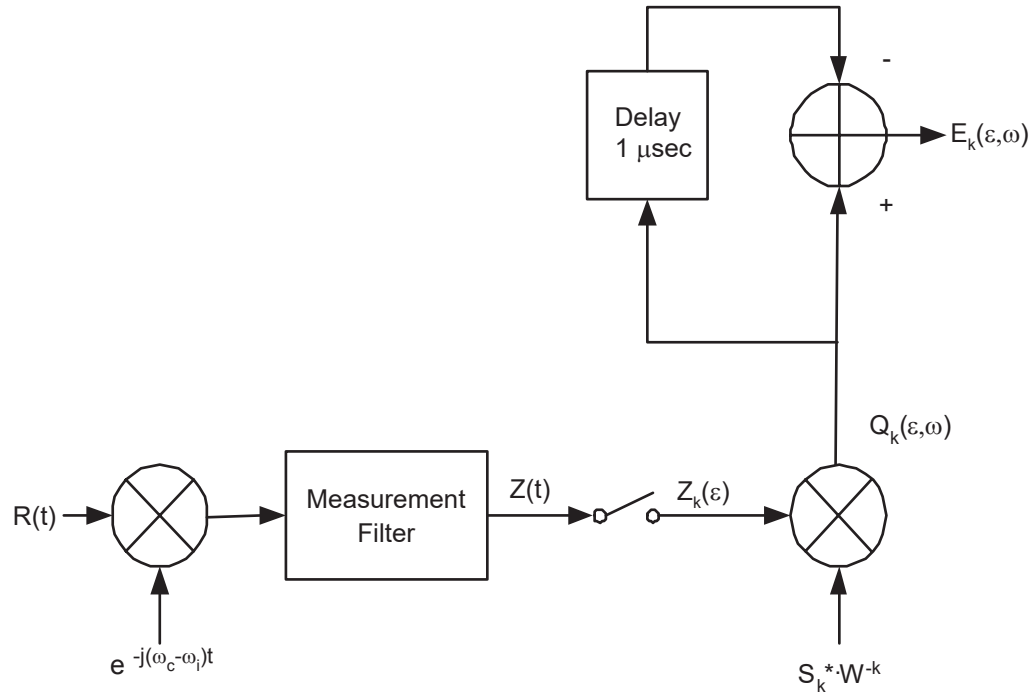 -
Delay
1 μsec
E_k(ε,ω)
+
Q_k(ε,ω)
R(t)
Measurement
Filter
Z(t)
Z_k(ε)
e^{-j(ω_c-ω_i)t}
S_k*·W^{-k}